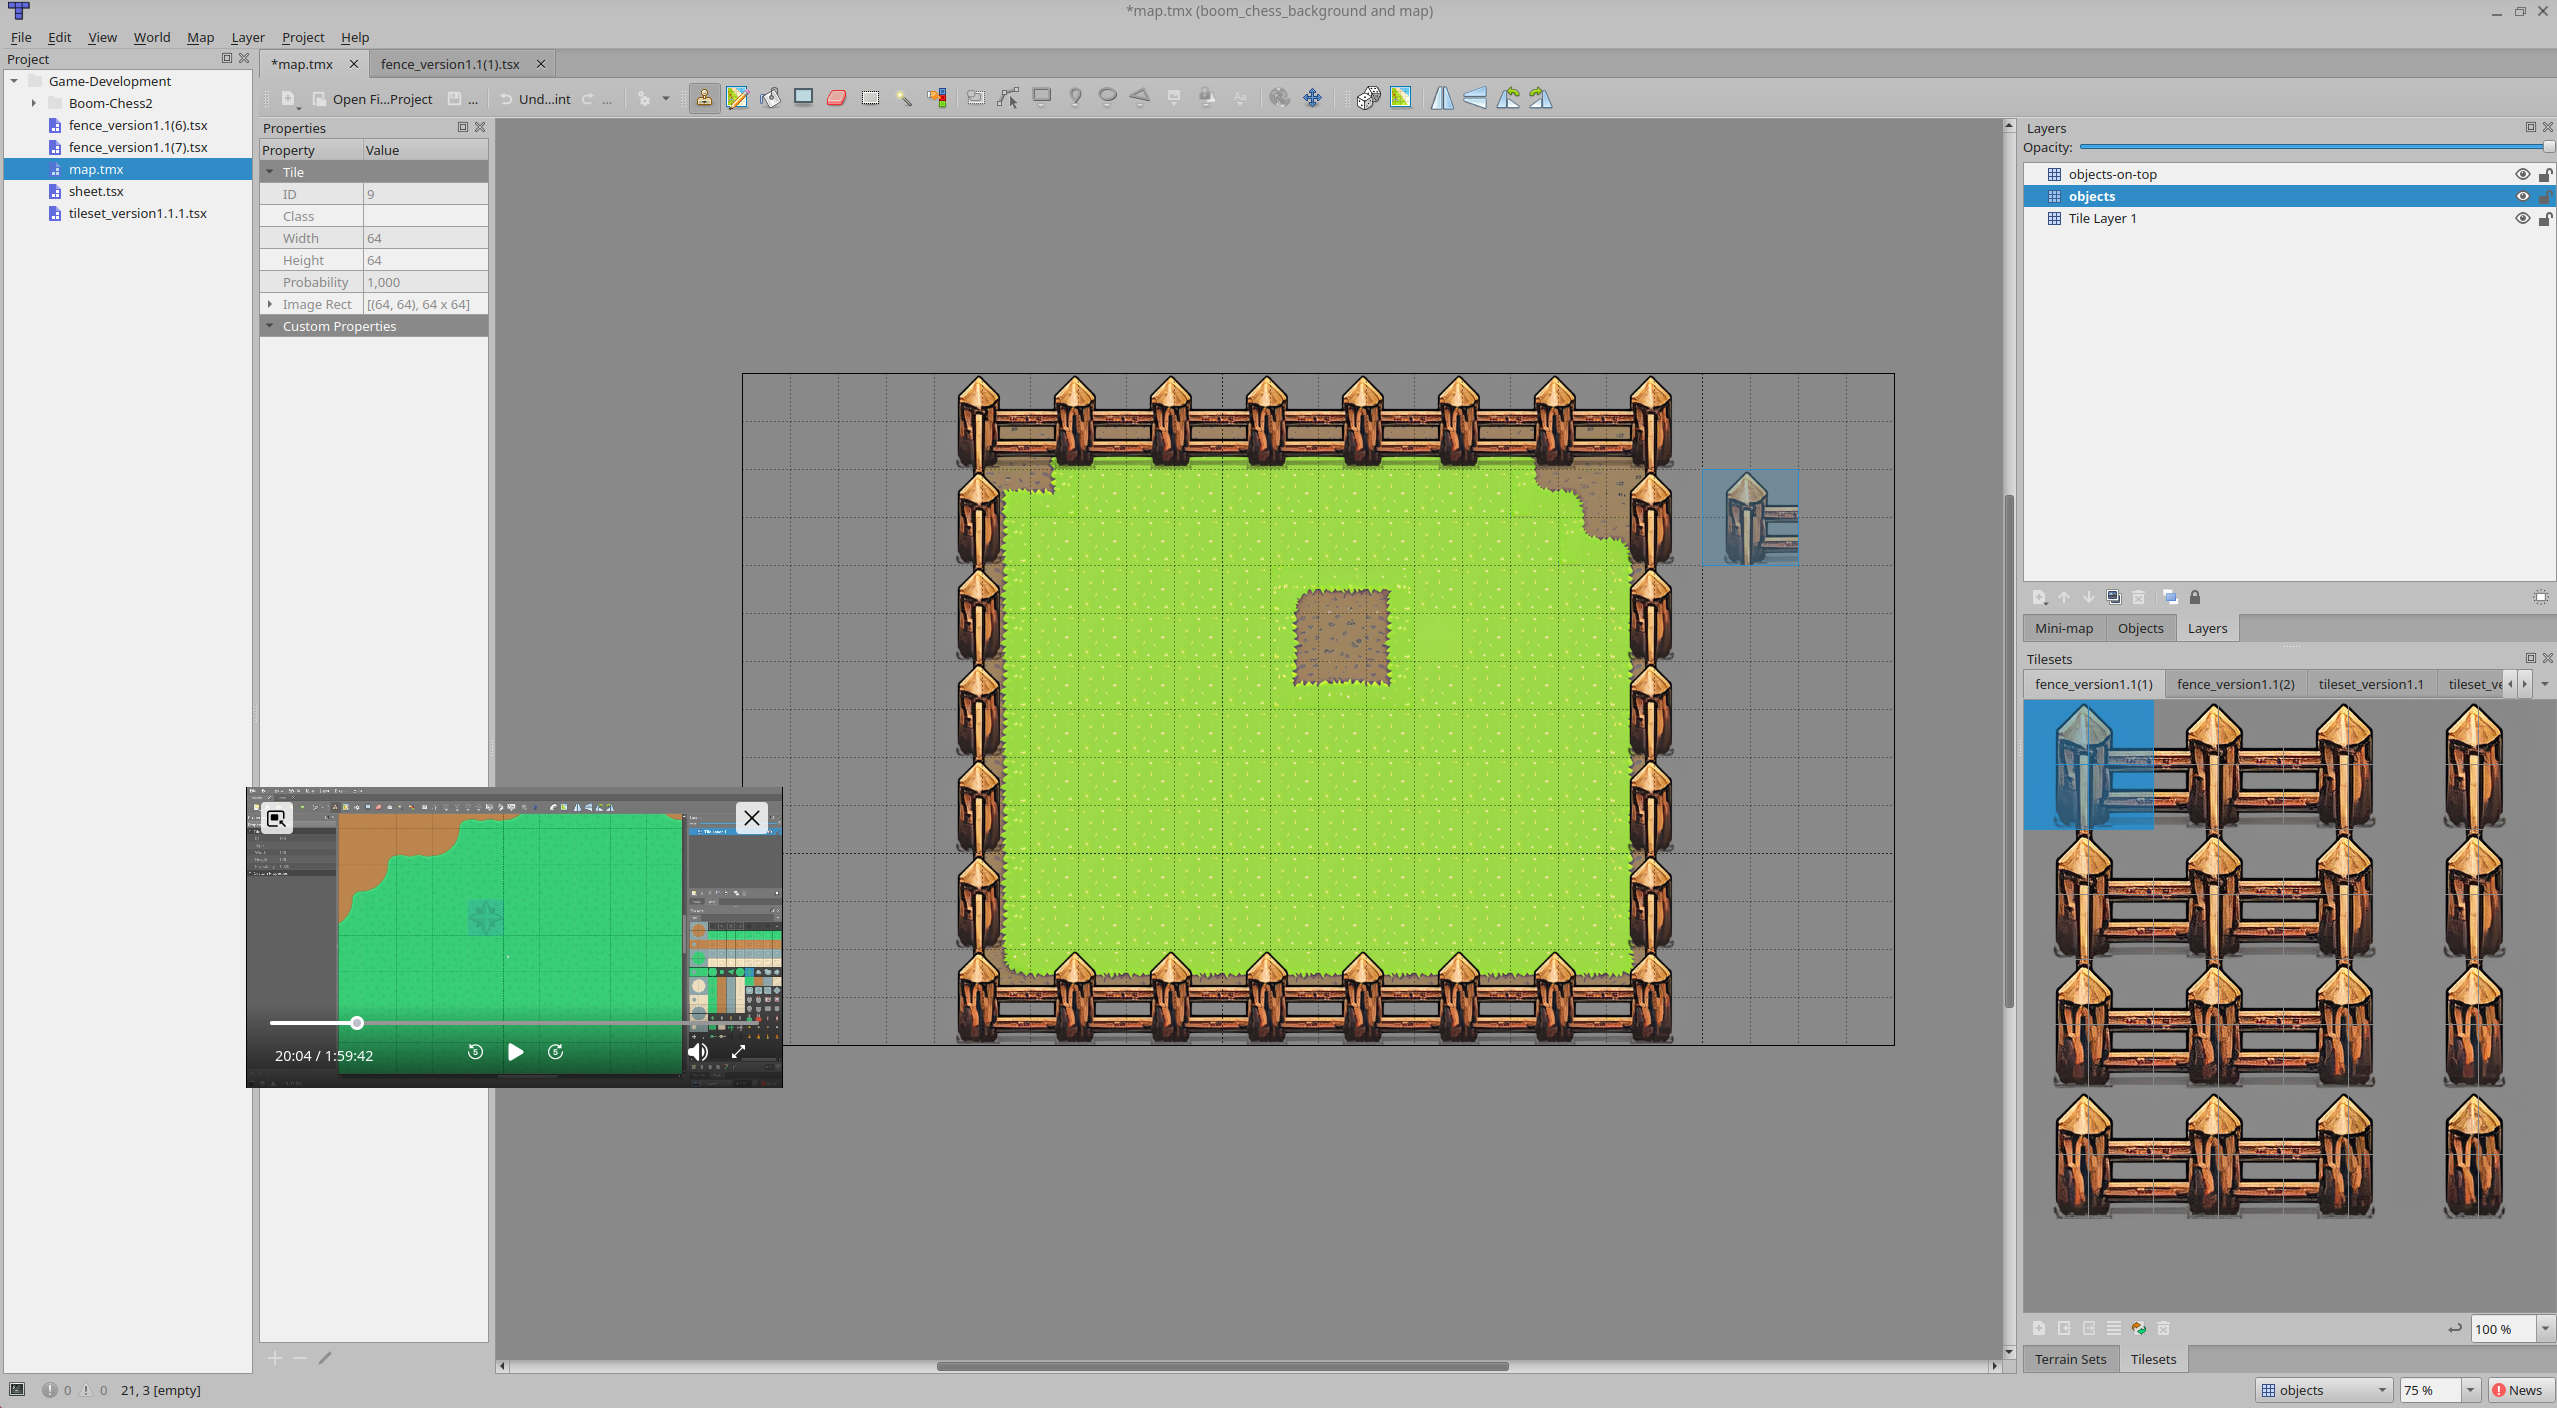 *map.tmx (boom_chess_background and map)
File Edit View World Map Layer Project Help
Project
Game-Development
Boom-Chess2
fence_version1.1(6).tsx
fence_version1.1(7).tsx
map.tmx
sheet.tsx
tileset_version1.1.1.tsx
*map.tmx fence_version1.1(1).tsx
Open Fi...Project ... Und...int ...
Properties
Property Value
Tile
ID 9
Class
Width 64
Height 64
Probability 1,000
Image Rect [(64, 64), 64 x 64]
Custom Properties
20:04 / 1:59:42
5 5
Layers
Opacity:
objects-on-top
objects
Tile Layer 1
Mini-map Objects Layers
Tilesets
fence_version1.1(1) fence_version1.1(2) tileset_version1.1 tileset_ve
100 %
Terrain Sets Tilesets
0 0 21, 3 [empty]
objects 75 % News